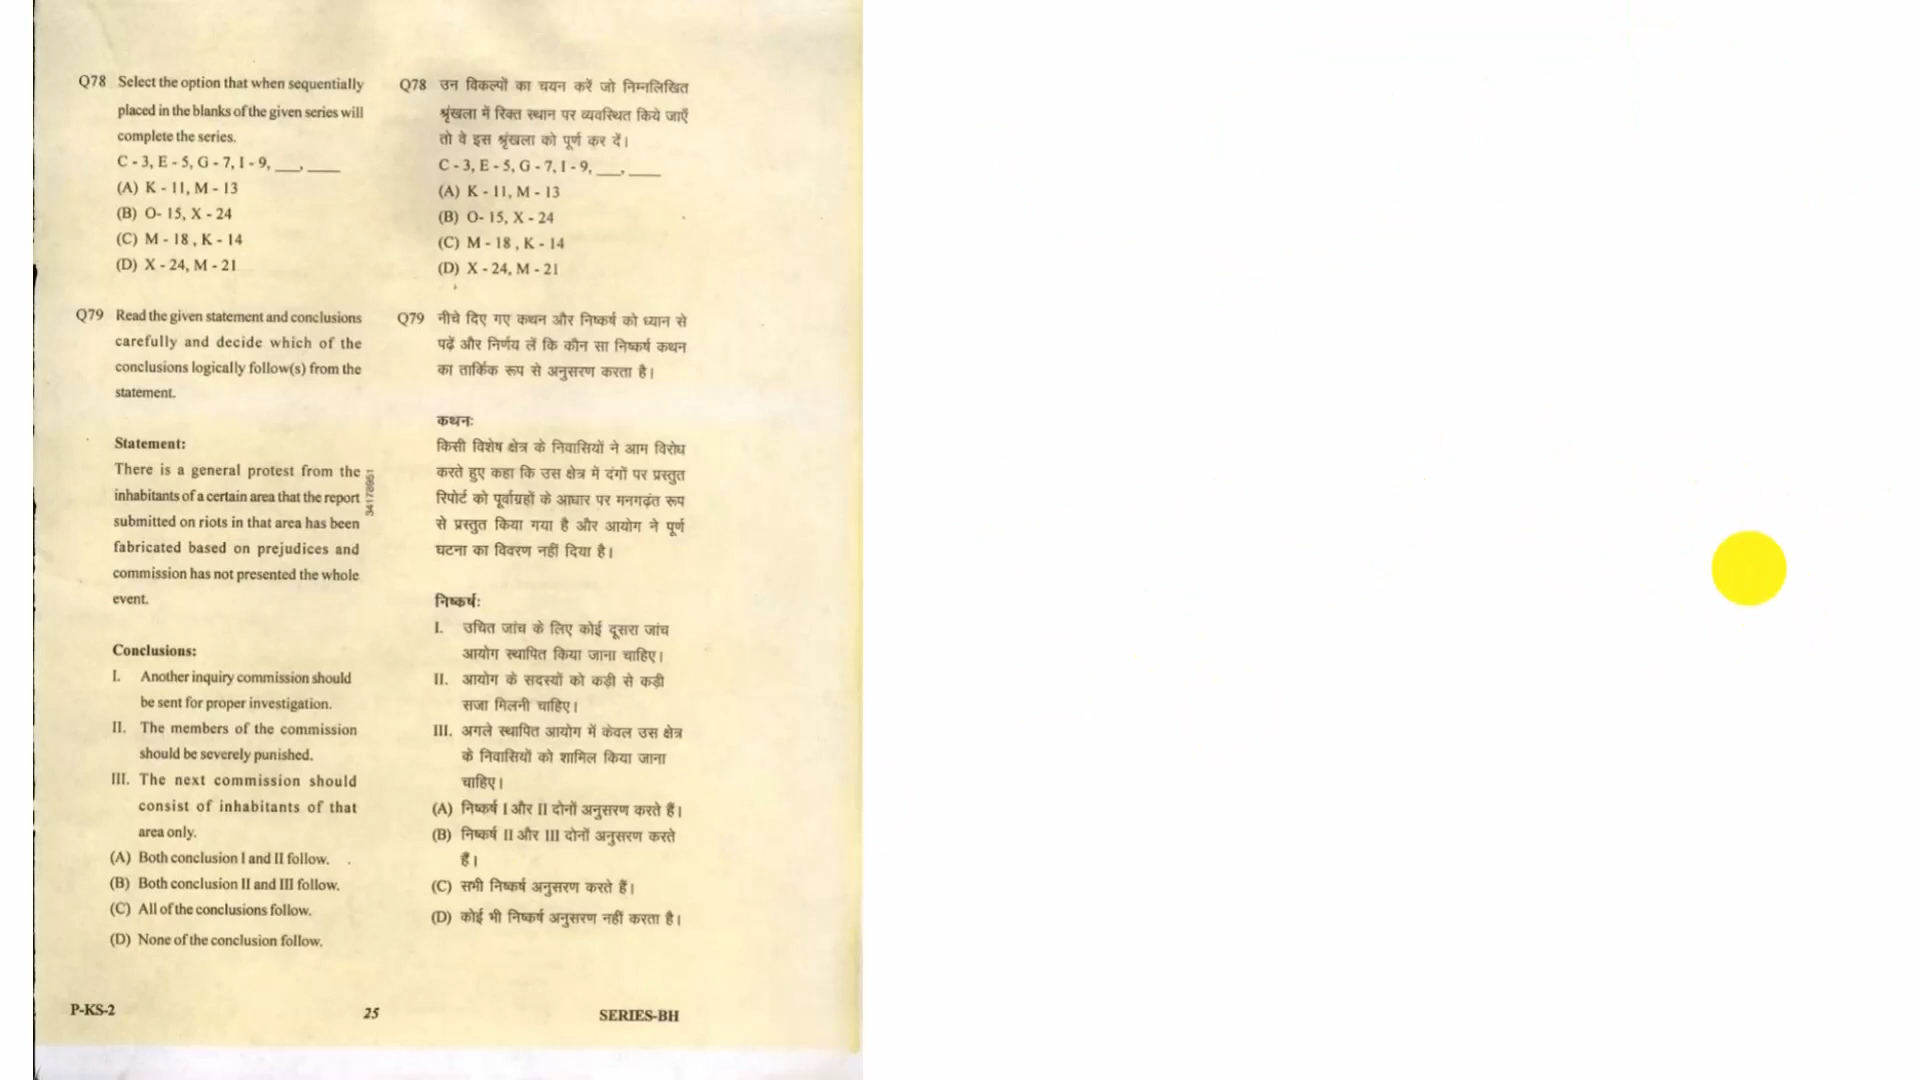 Q78 Select the option that when sequentially
placed in the blanks of the given series will
complete the series.
C - 3, E - 5, G - 7, I - 9, ___, ____
(A) K - 11, M - 13
(B) O- 15, X - 24
(C) M - 18 , K - 14
(D) X - 24, M - 21
Q79 Read the given statement and conclusions
carefully and decide which of the
conclusions logically follow(s) from the
statement.
Statement:
There is a general protest from the
inhabitants of a certain area that the report
submitted on riots in that area has been
fabricated based on prejudices and
commission has not presented the whole
event.
Conclusions:
I. Another inquiry commission should
be sent for proper investigation.
II. The members of the commission
should be severely punished.
III. The next commission should
consist of inhabitants of that
area only.
(A) Both conclusion I and II follow.
(B) Both conclusion II and III follow.
(C) All of the conclusions follow.
(D) None of the conclusion follow.
34178951
Q78 उन विकल्पों का चयन करें जो निम्नलिखित
श्रृंखला में रिक्त स्थान पर व्यवस्थित किये जाएँ
तो वे इस श्रृंखला को पूर्ण कर दें।
C - 3, E - 5, G - 7, I - 9, ___, ____
(A) K - 11, M - 13
(B) O- 15, X - 24
(C) M - 18 , K - 14
(D) X - 24, M - 21
Q79 नीचे दिए गए कथन और निष्कर्ष को ध्यान से
पढ़ें और निर्णय लें कि कौन सा निष्कर्ष कथन
का तार्किक रूप से अनुसरण करता है।
कथनः
किसी विशेष क्षेत्र के निवासियों ने आम विरोध
करते हुए कहा कि उस क्षेत्र में दंगों पर प्रस्तुत
रिपोर्ट को पूर्वाग्रहों के आधार पर मनगढ़ंत रूप
से प्रस्तुत किया गया है और आयोग ने पूर्ण
घटना का विवरण नहीं दिया है।
निष्कर्षः
I. उचित जांच के लिए कोई दूसरा जांच
आयोग स्थापित किया जाना चाहिए।
II. आयोग के सदस्यों को कड़ी से कड़ी
सजा मिलनी चाहिए।
III. अगले स्थापित आयोग में केवल उस क्षेत्र
के निवासियों को शामिल किया जाना
चाहिए।
(A) निष्कर्ष I और II दोनों अनुसरण करते हैं।
(B) निष्कर्ष II और III दोनों अनुसरण करते
हैं।
(C) सभी निष्कर्ष अनुसरण करते हैं।
(D) कोई भी निष्कर्ष अनुसरण नहीं करता है।
P-KS-2
25
SERIES-BH